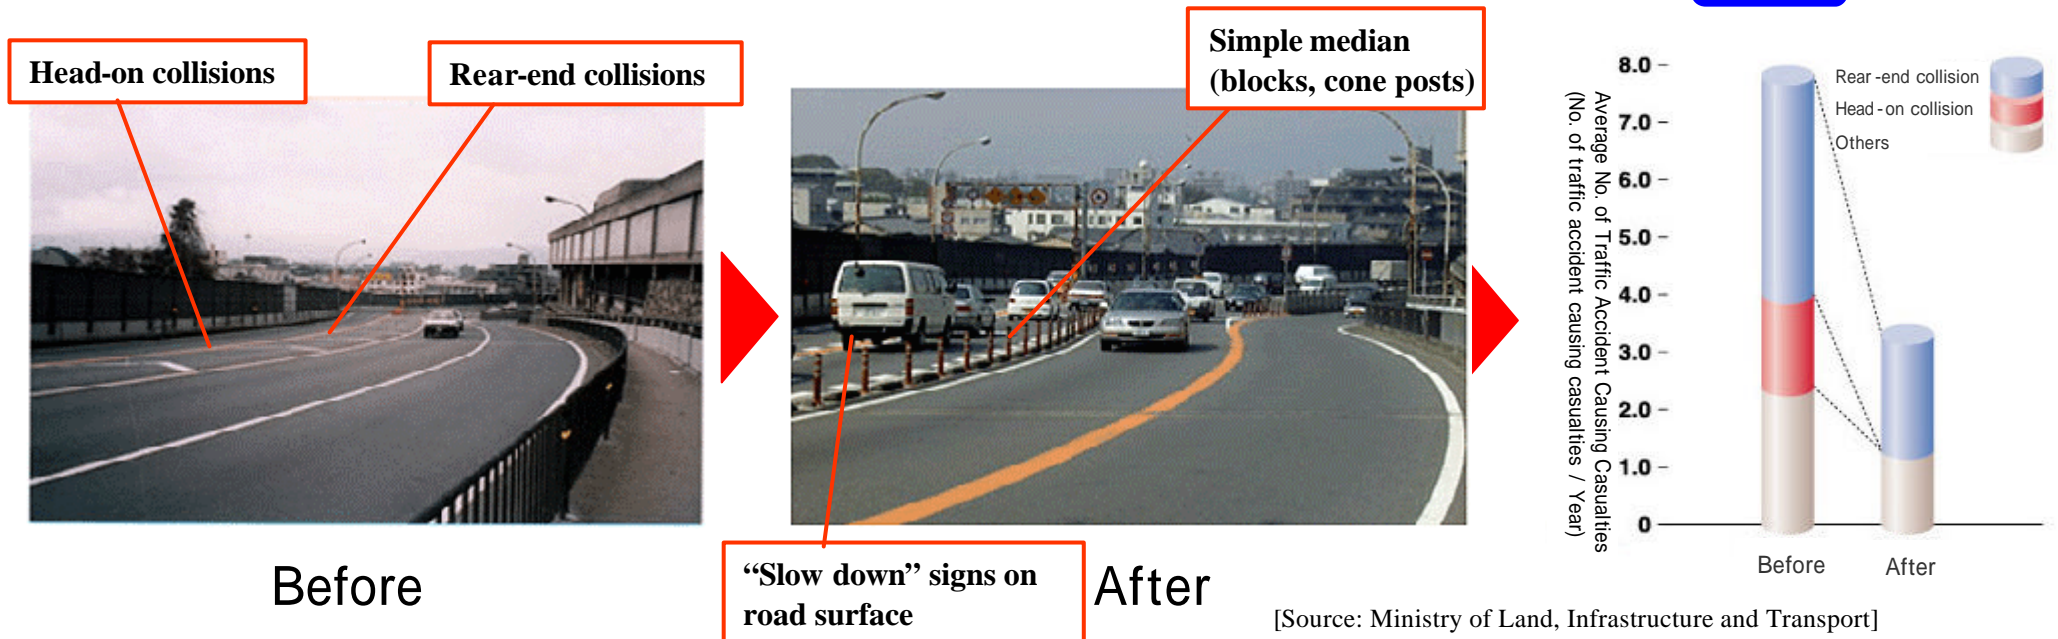 Head-on collisions
Rear-end collisions
Simple median
(blocks, cone posts)
Before
“Slow down” signs on
road surface
After
Average No. of Traffic Accident Causing Casualties
(No. of traffic accident causing casualties / Year)
8.0
7.0
6.0
5.0
4.0
3.0
2.0
1.0
0
Rear-end collision
Head-on collision
Others
Before
After
[Source: Ministry of Land, Infrastructure and Transport]